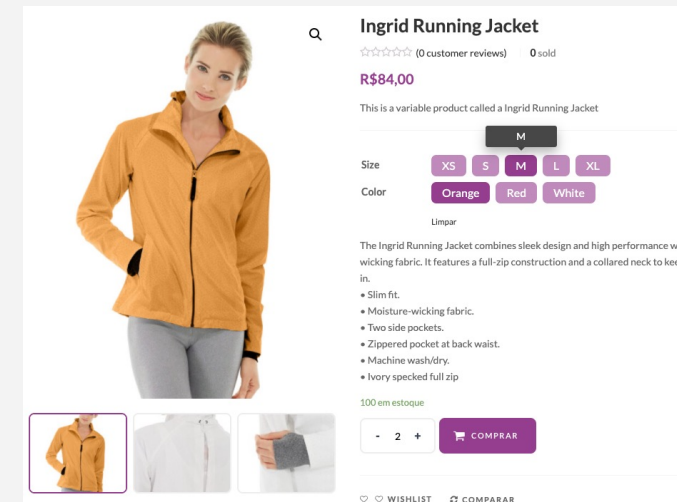 Ingrid Running Jacket
(0 customer reviews) 0 sold
R$84,00
This is a variable product called a Ingrid Running Jacket
M
Size XS S M L XL
Color Orange Red White
Limpar
The Ingrid Running Jacket combines sleek design and high performance
wicking fabric. It features a full-zip construction and a collared neck to
in.
• Slim fit.
• Moisture-wicking fabric.
• Two side pockets.
• Zippered pocket at back waist.
• Machine wash/dry.
• Ivory specked full zip
100 em estoque
- 2 + COMPRAR
WISHLIST COMPARAR